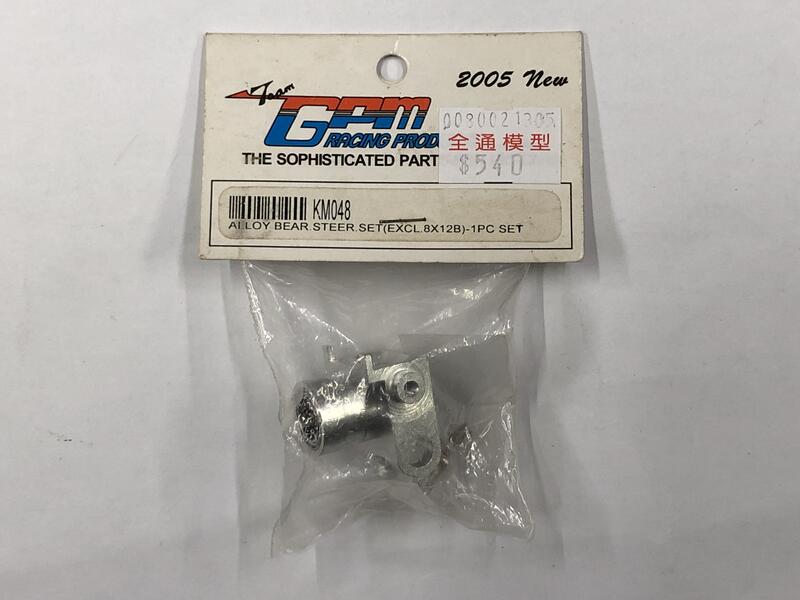 2005 New
Team
GPM
RACING PRODU
THE SOPHISTICATED PART
0080021305
全通模型
$540
KM048
ALLOY BEAR.STEER.SET(EXCL.8X12B)-1PC SET